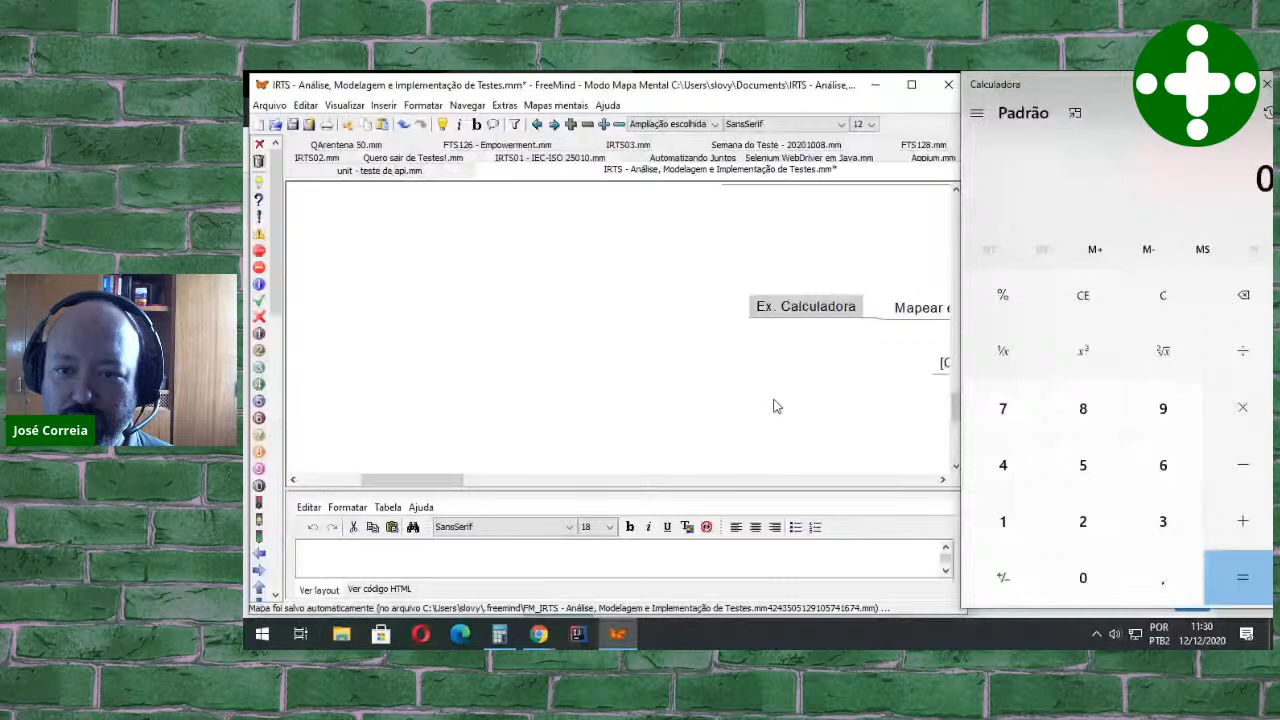 IRTS - Análise, Modelagem e Implementação de Testes.mm* - FreeMind - Modo Mapa Mental C:\Users\slovy\Documents\IRTS - Análise,...
Calculadora
Arquivo Editar Visualizar Inserir Formatar Navegar Extras Mapas mentais Ajuda
Padrão
Ampliação escolhida SansSerif 12
QArentena 50.mm FTS126 - Empowerment.mm IRTS03.mm Semana do Teste - 20201008.mm FTS128.mm
IRTS02.mm Quero sair de Testes!.mm IRTS01 - IEC-ISO 25010.mm Automatizando Juntos Selenium WebDriver em Java.mm Appium.mm
unit - teste de api.mm IRTS - Análise, Modelagem e Implementação de Testes.mm*
0
M+ M- MS
% CE C
Ex. Calculadora Mapear e
¹/x x² ²√x ÷
[C
7 8 9 ×
José Correia
4 5 6 −
Editar Formatar Tabela Ajuda
SansSerif 18
1 2 3 +
Ver layout Ver código HTML
+/− 0 , =
Mapa foi salvo automaticamente (no arquivo C:\Users\slovy\.freemind\FM_IRTS - Análise, Modelagem e Implementação de Testes.mm4243505129105741674.mm) ...
POR 11:30
PTB2 12/12/2020